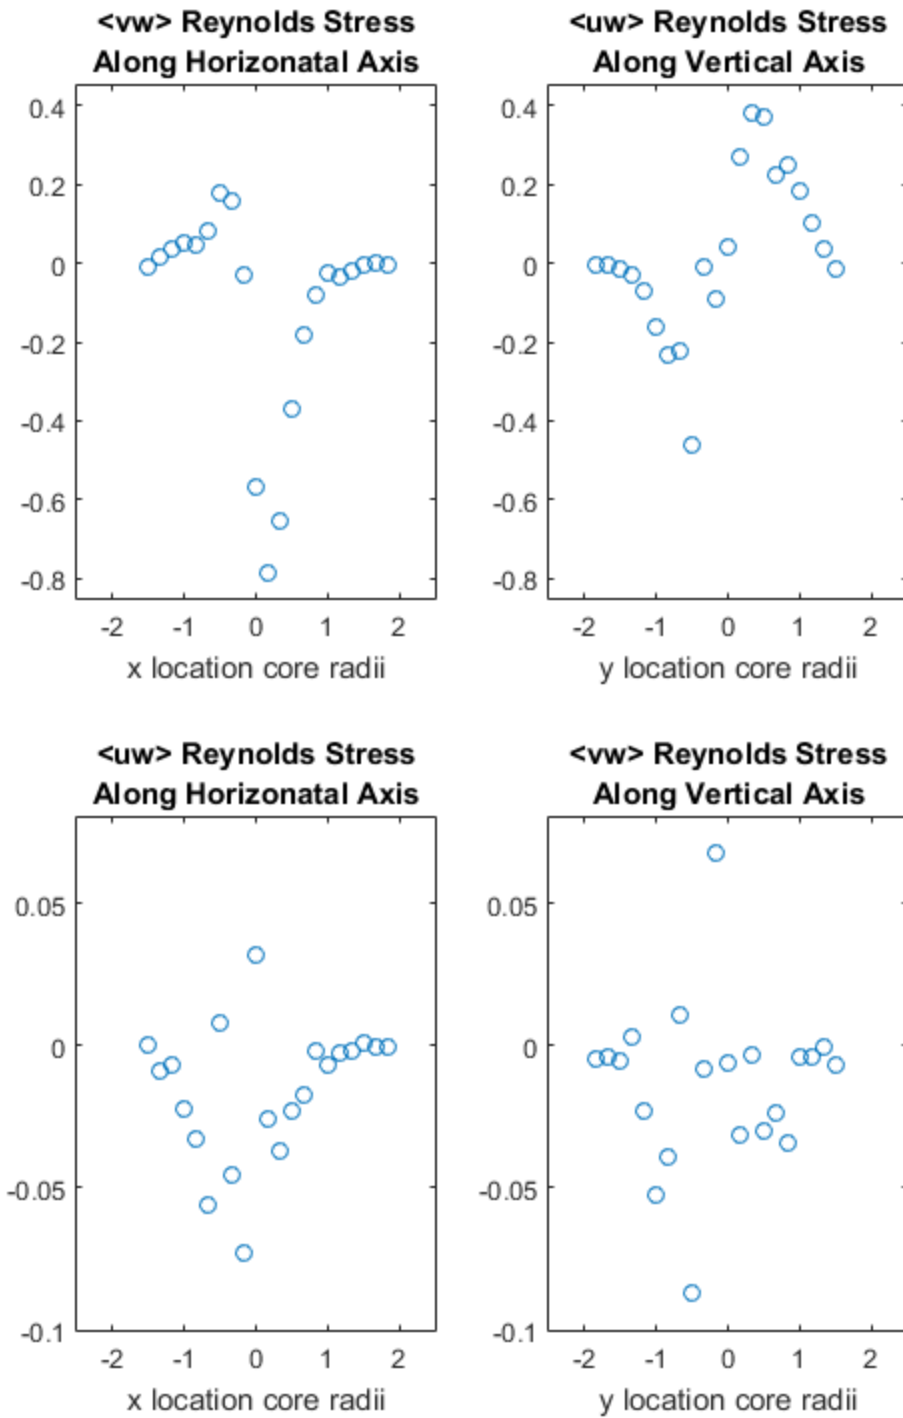 <vw> Reynolds Stress
Along Horizonatal Axis
0.4
0.2
0
-0.2
-0.4
-0.6
-0.8
-2 -1 0 1 2
x location core radii
<uw> Reynolds Stress
Along Vertical Axis
0.4
0.2
0
-0.2
-0.4
-0.6
-0.8
-2 -1 0 1 2
y location core radii
<uw> Reynolds Stress
Along Horizonatal Axis
0.05
0
-0.05
-0.1
-2 -1 0 1 2
x location core radii
<vw> Reynolds Stress
Along Vertical Axis
0.05
0
-0.05
-0.1
-2 -1 0 1 2
y location core radii